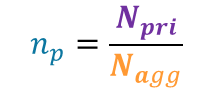 n_p = N_pri / N_agg